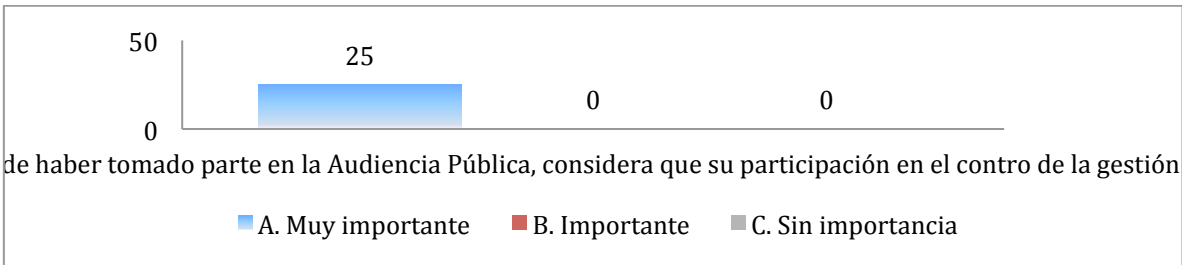 50
25
0
0
0
de haber tomado parte en la Audiencia Pública, considera que su participación en el contro de la gestión
A. Muy importante B. Importante C. Sin importancia